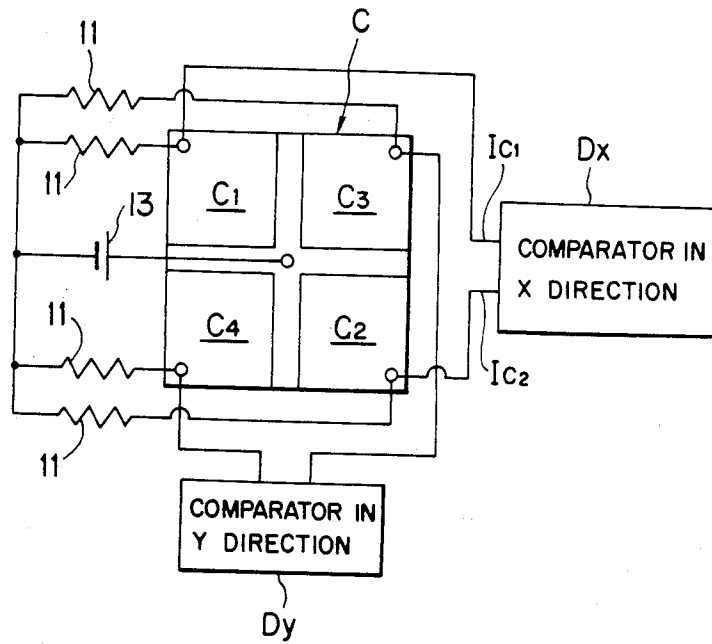 11
C
11
C1
C3
Ic1
Dx
13
COMPARATOR IN
X DIRECTION
C4
C2
11
Ic2
11
COMPARATOR IN
Y DIRECTION
Dy